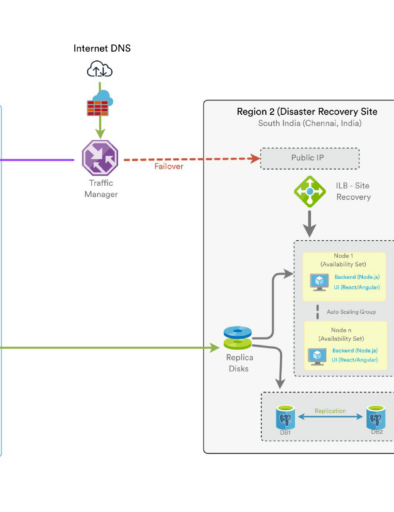 Internet DNS
Traffic
Manager
Failover
Region 2 (Disaster Recovery Site
South India (Chennai, India)
Public IP
ILB - Site
Recovery
Node 1
(Availability Set)
Backend (Node.js)
UI (React/Angular)
Auto Scaling Group
Node n
(Availability Set)
Backend (Node.js)
UI (React/Angular)
Replica
Disks
Replication
DB1
DB2